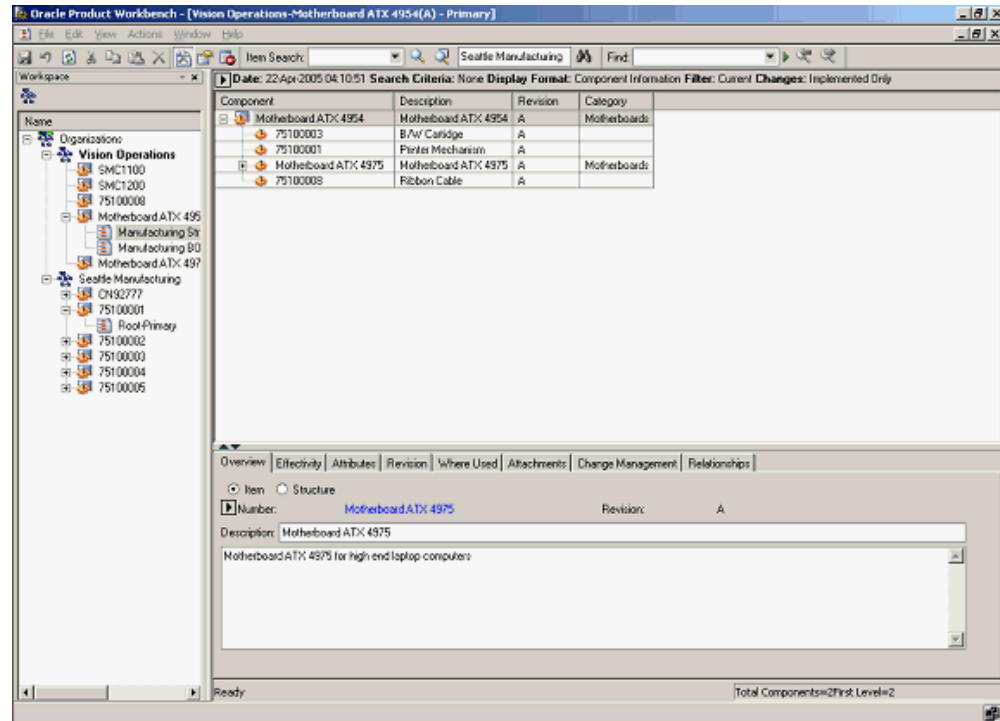 Oracle Product Workbench - [Vision Operations-Motherboard ATX 4954(A) - Primary]
File Edit View Actions Window Help
Item Search: Seattle Manufacturing Find:
Workspace
Date: 22-Apr-2005 04:10:51 Search Criteria: None Display Format: Component Information Filter: Current Changes: Implemented Only
Name
Organizations
Vision Operations
SMC1100
SMC1200
75100008
Motherboard ATX 495
Manufacturing Str
Manufacturing BO
Motherboard ATX 497
Seattle Manufacturing
CN92777
75100001
Root-Primary
75100002
75100003
75100004
75100005
Component Description Revision Category
Motherboard ATX 4954 Motherboard ATX 4954 A Motherboards
75100003 B/W Cartidge A
75100001 Printer Mechanism A
Motherboard ATX 4975 Motherboard ATX 4975 A Motherboards
75100008 Ribbon Cable A
Overview Effectivity Attributes Revision Where Used Attachments Change Management Relationships
Item Structure
Number: Motherboard ATX 4975 Revision: A
Description: Motherboard ATX 4975
Motherboard ATX 4975 for high end laptop computers
Ready Total Components=2First Level=2